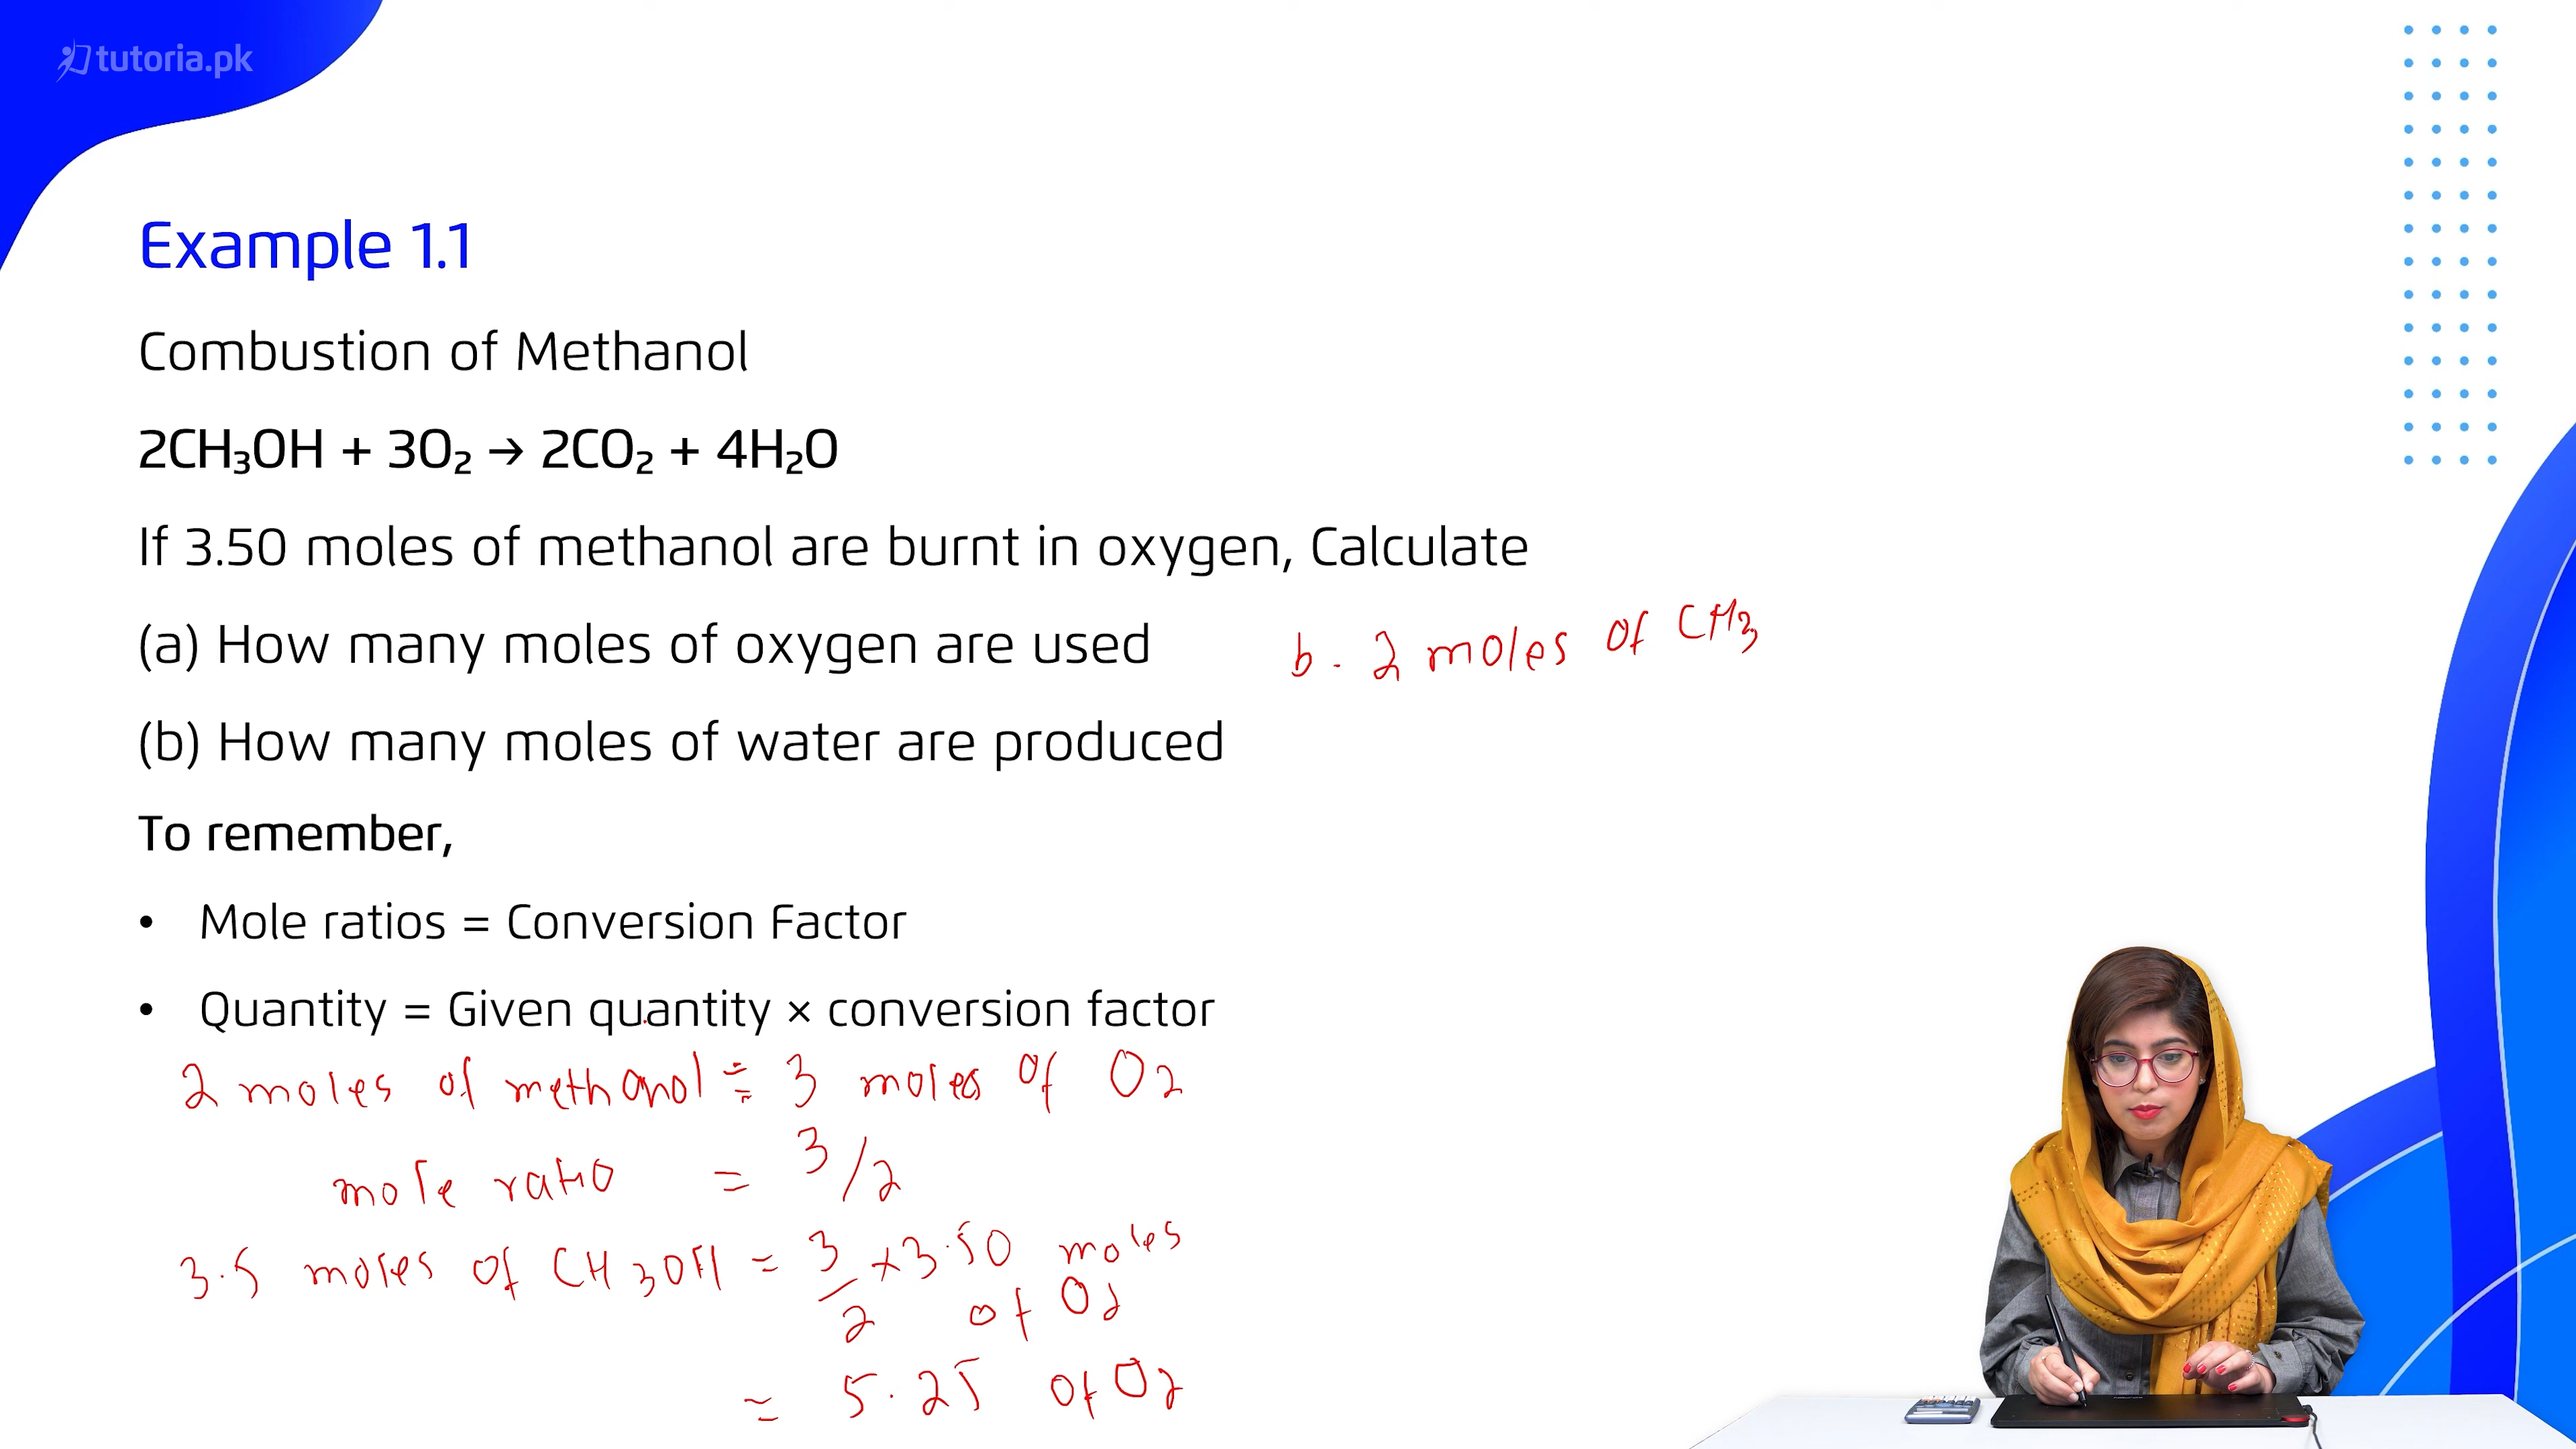 tutoria.pk
Example 1.1
Combustion of Methanol
2CH₃OH + 3O₂ → 2CO₂ + 4H₂O
If 3.50 moles of methanol are burnt in oxygen, Calculate
(a) How many moles of oxygen are used
b. 2 moles of CH3
(b) How many moles of water are produced
To remember,
• Mole ratios = Conversion Factor
• Quantity = Given quantity × conversion factor
2 moles of methanol = 3 moles of O2
mole ratio = 3/2
3.5 moles of CH3OH = 3/2 × 3.50 moles
of O2
= 5.25 of O2